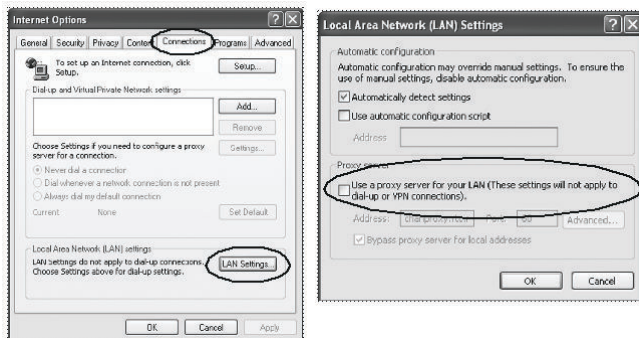 Internet Options
General Security Privacy Content Connections Programs Advanced
To set up an Internet connection, click
Setup.
Setup...
Dial-up and Virtual Private Network settings
Add...
Remove
Choose Settings if you need to configure a proxy
server for a connection.
Settings...
Never dial a connection
Dial whenever a network connection is not present
Always dial my default connection
Current None
Set Default
Local Area Network (LAN) settings
LAN Settings do not apply to dial-up connections.
Choose Settings above for dial-up settings.
LAN Settings...
OK Cancel Apply
Local Area Network (LAN) Settings
Automatic configuration
Automatic configuration may override manual settings. To ensure the
use of manual settings, disable automatic configuration.
Automatically detect settings
Use automatic configuration script
Address
Proxy server
Use a proxy server for your LAN (These settings will not apply to
dial-up or VPN connections).
Address: Port: 80 Advanced...
Bypass proxy server for local addresses
OK Cancel